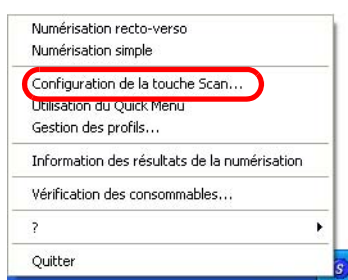 Numérisation recto-verso
Numérisation simple
Configuration de la touche Scan...
Utilisation du Quick Menu
Gestion des profils...
Information des résultats de la numérisation
Vérification des consommables...
?
Quitter
S